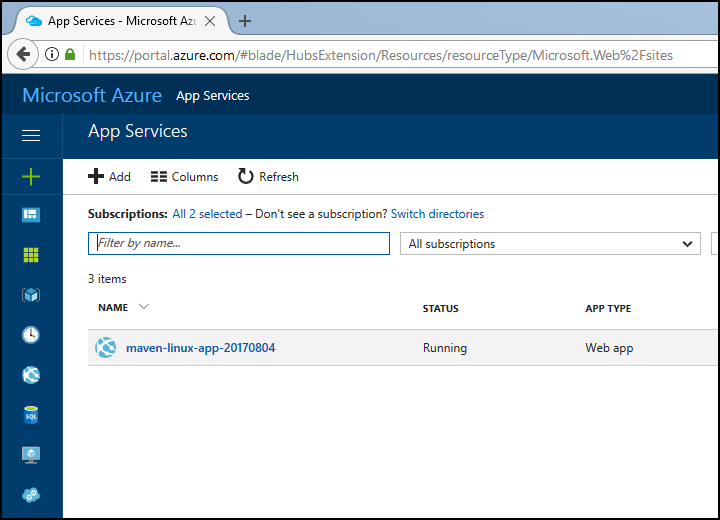 App Services - Microsoft Azu
https://portal.azure.com/#blade/HubsExtension/Resources/resourceType/Microsoft.Web%2Fsites
Microsoft Azure App Services
App Services
Add Columns Refresh
Subscriptions: All 2 selected – Don't see a subscription? Switch directories
Filter by name... All subscriptions
3 items
NAME STATUS APP TYPE
maven-linux-app-20170804 Running Web app
SQL